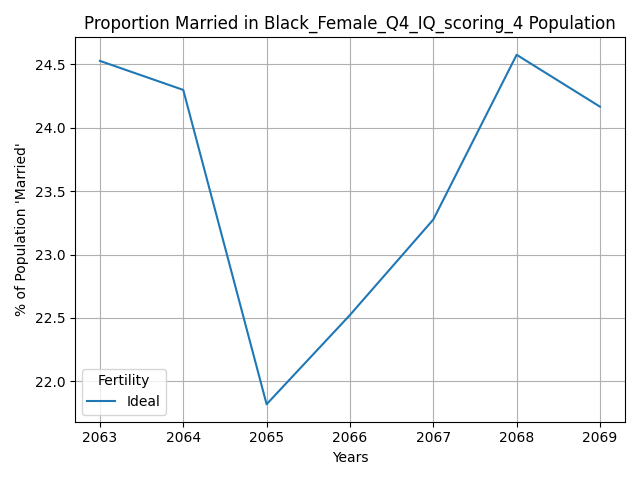 Proportion Married in Black_Female_Q4_IQ_scoring_4 Population
% of Population 'Married'
24.5
24.0
23.5
23.0
22.5
22.0
Fertility
Ideal
2063 2064 2065 2066 2067 2068 2069
Years